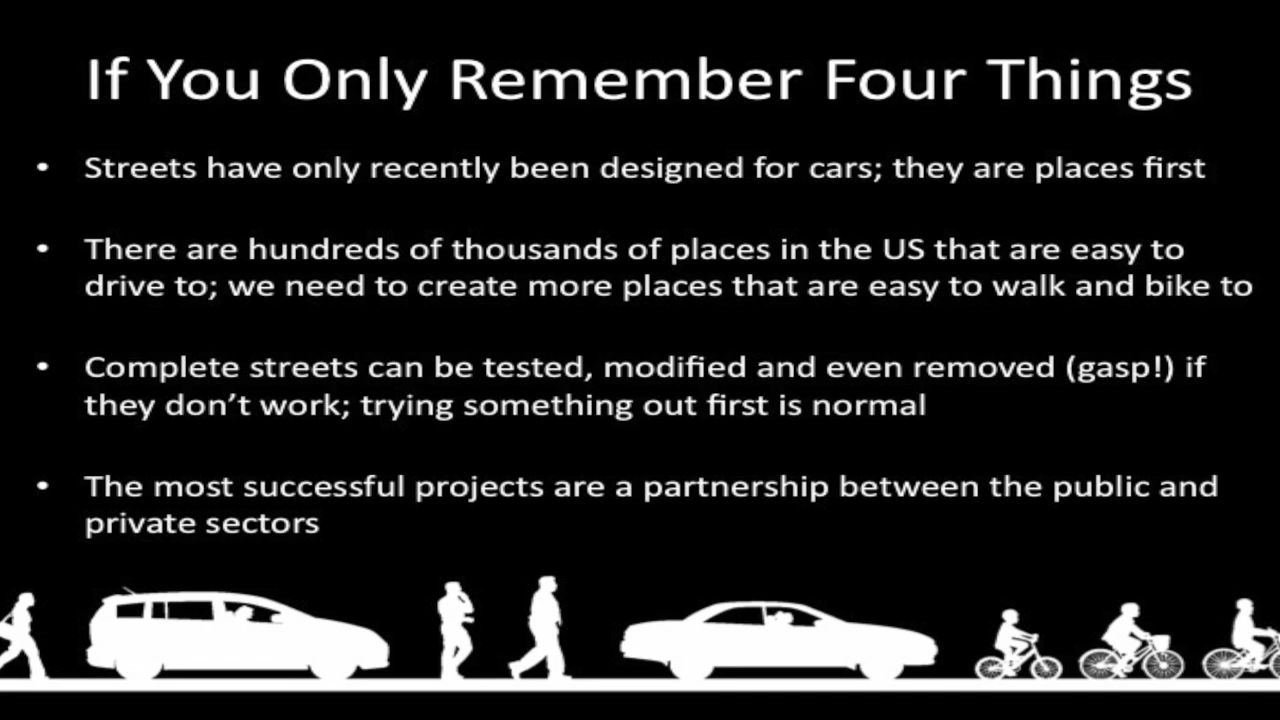 If You Only Remember Four Things
• Streets have only recently been designed for cars; they are places first
• There are hundreds of thousands of places in the US that are easy to
drive to; we need to create more places that are easy to walk and bike to
• Complete streets can be tested, modified and even removed (gasp!) if
they don’t work; trying something out first is normal
• The most successful projects are a partnership between the public and
private sectors